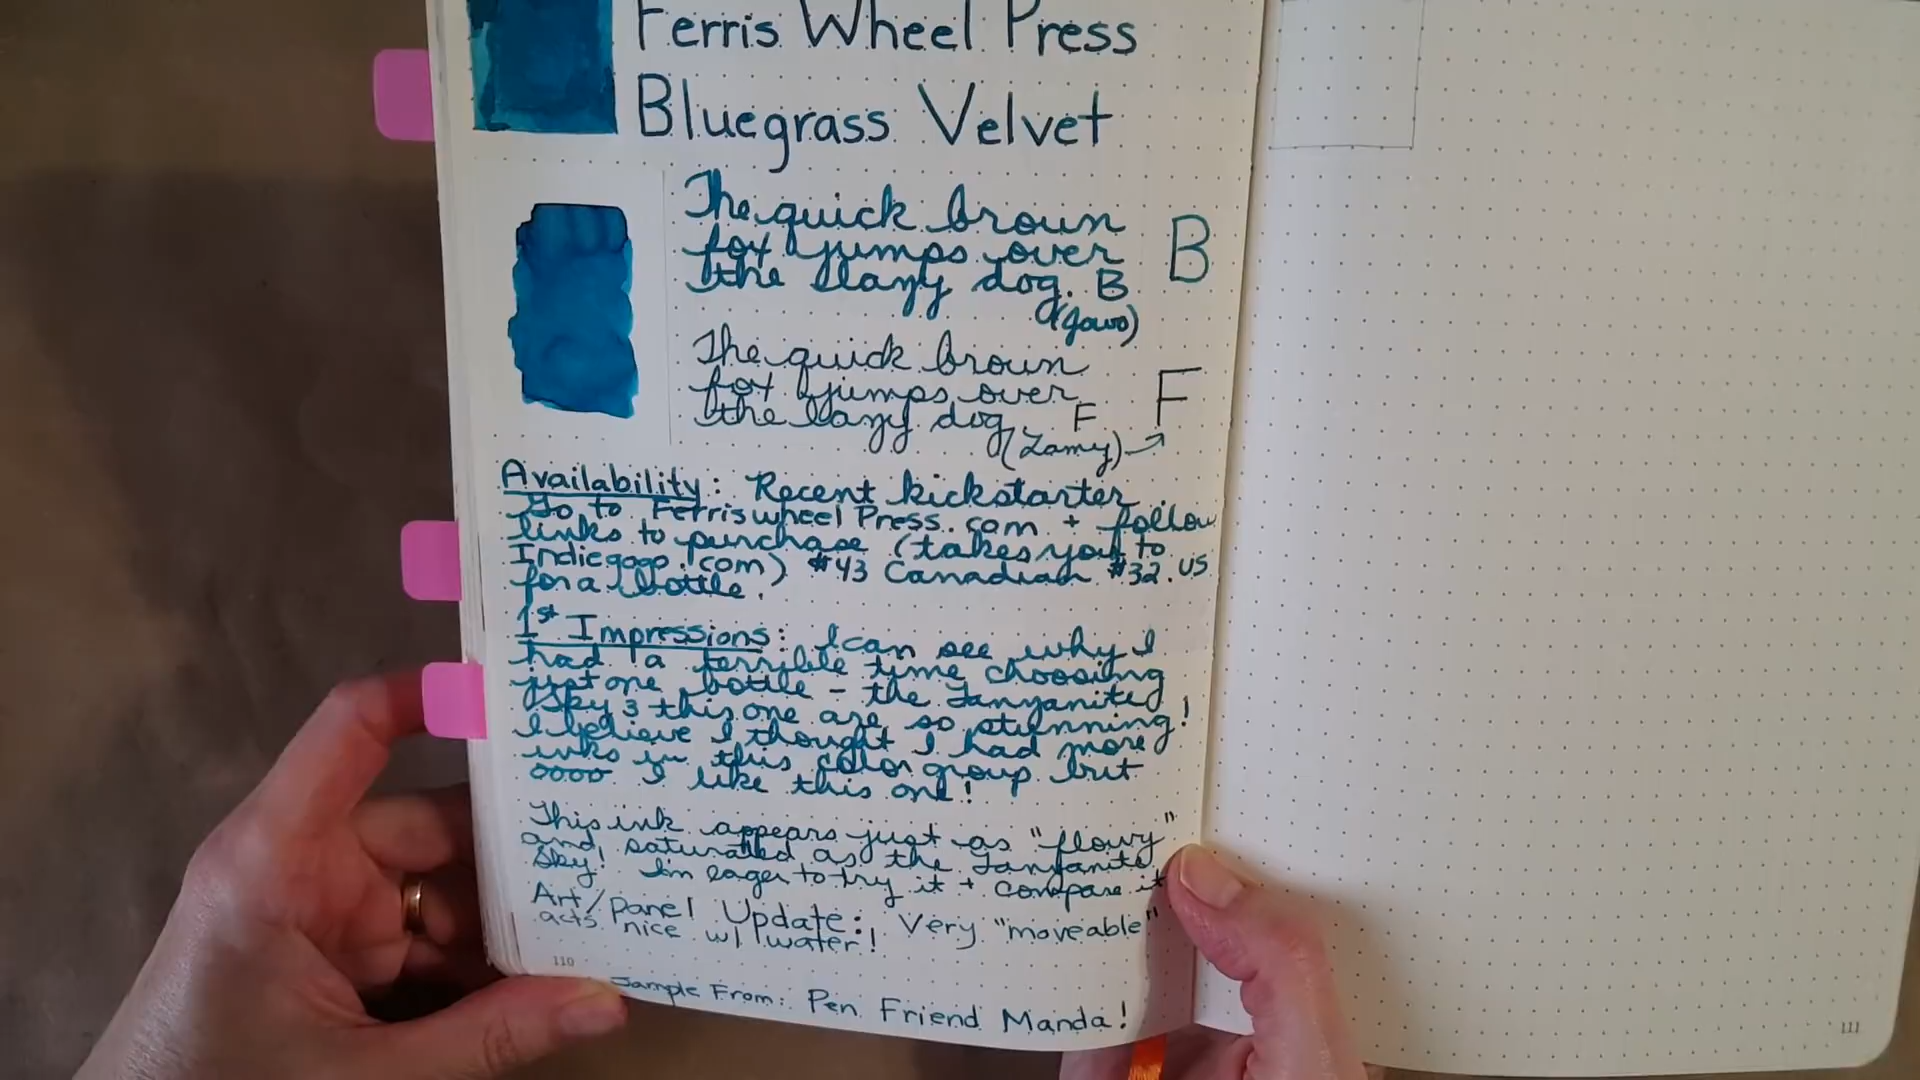 Ferris Wheel Press
Bluegrass Velvet
The quick brown
fox jumps over
the lazy dog. B
(Jowo)
B
The quick brown
fox jumps over
the lazy dog F
(Lamy) →
F
Availability: Recent kickstarter.
Go to Ferriswheel Press.com + follow
links to purchase (takes you to
Indiegogo.com) $43 Canadian $32.US
for a bottle.
1st Impressions: I can see why I
had a terrible time choosing
just one bottle - the Tanzanite
Sky & this one are so stunning!
I believe I thought I had more
inks in this color group but
oooo I like this one!
This ink appears just as "flowy"
and saturated as the Tanzanite
Sky! I'm eager to try it + compare it
Art/panel Update: Very "moveable"
acts nice w/ water!
110
Sample From: Pen Friend Manda!
111